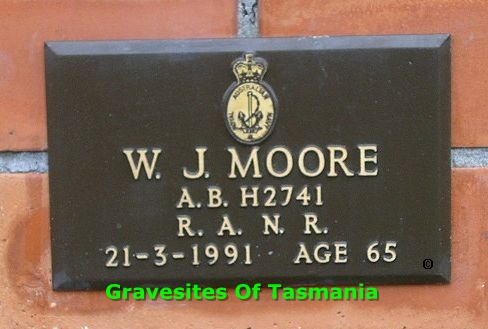 W. J. MOORE
A.B. H2741
R. A. N. R.
21-3-1991 AGE 65
©
Gravesites Of Tasmania